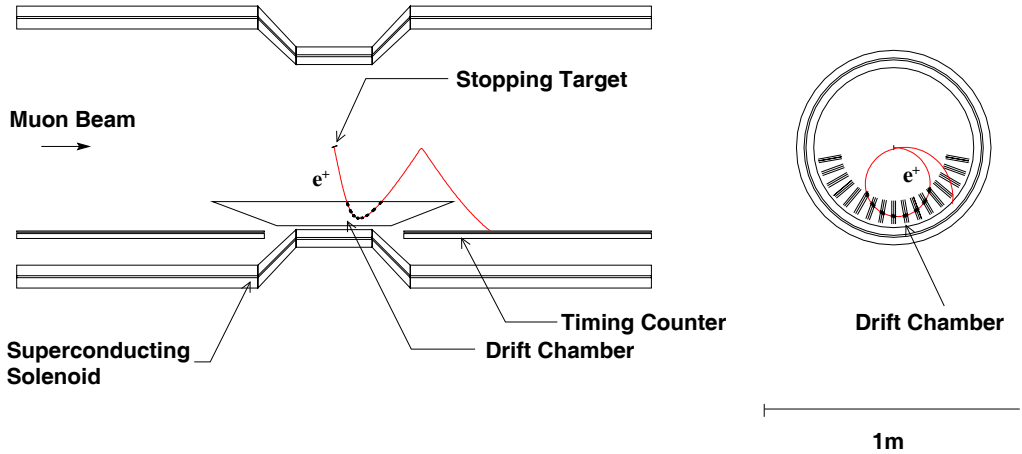 Stopping Target
Muon Beam
e+
e+
Timing Counter
Drift Chamber
Drift Chamber
Superconducting
Solenoid
1m